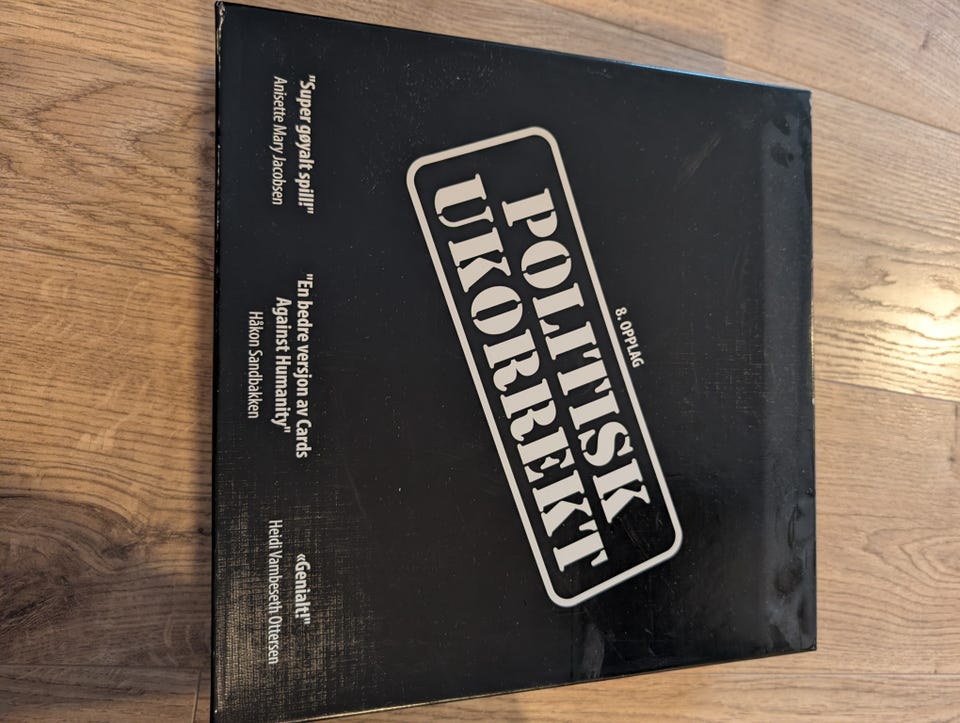 8. OPPLAG
POLITISK
UKORREKT
"Super gøyalt spill!"
Anisette Mary Jacobsen
"En bedre versjon av Cards
Against Humanity"
Håkon Sandbakken
«Genialt!"
Heidi Vambeseth Ottersen